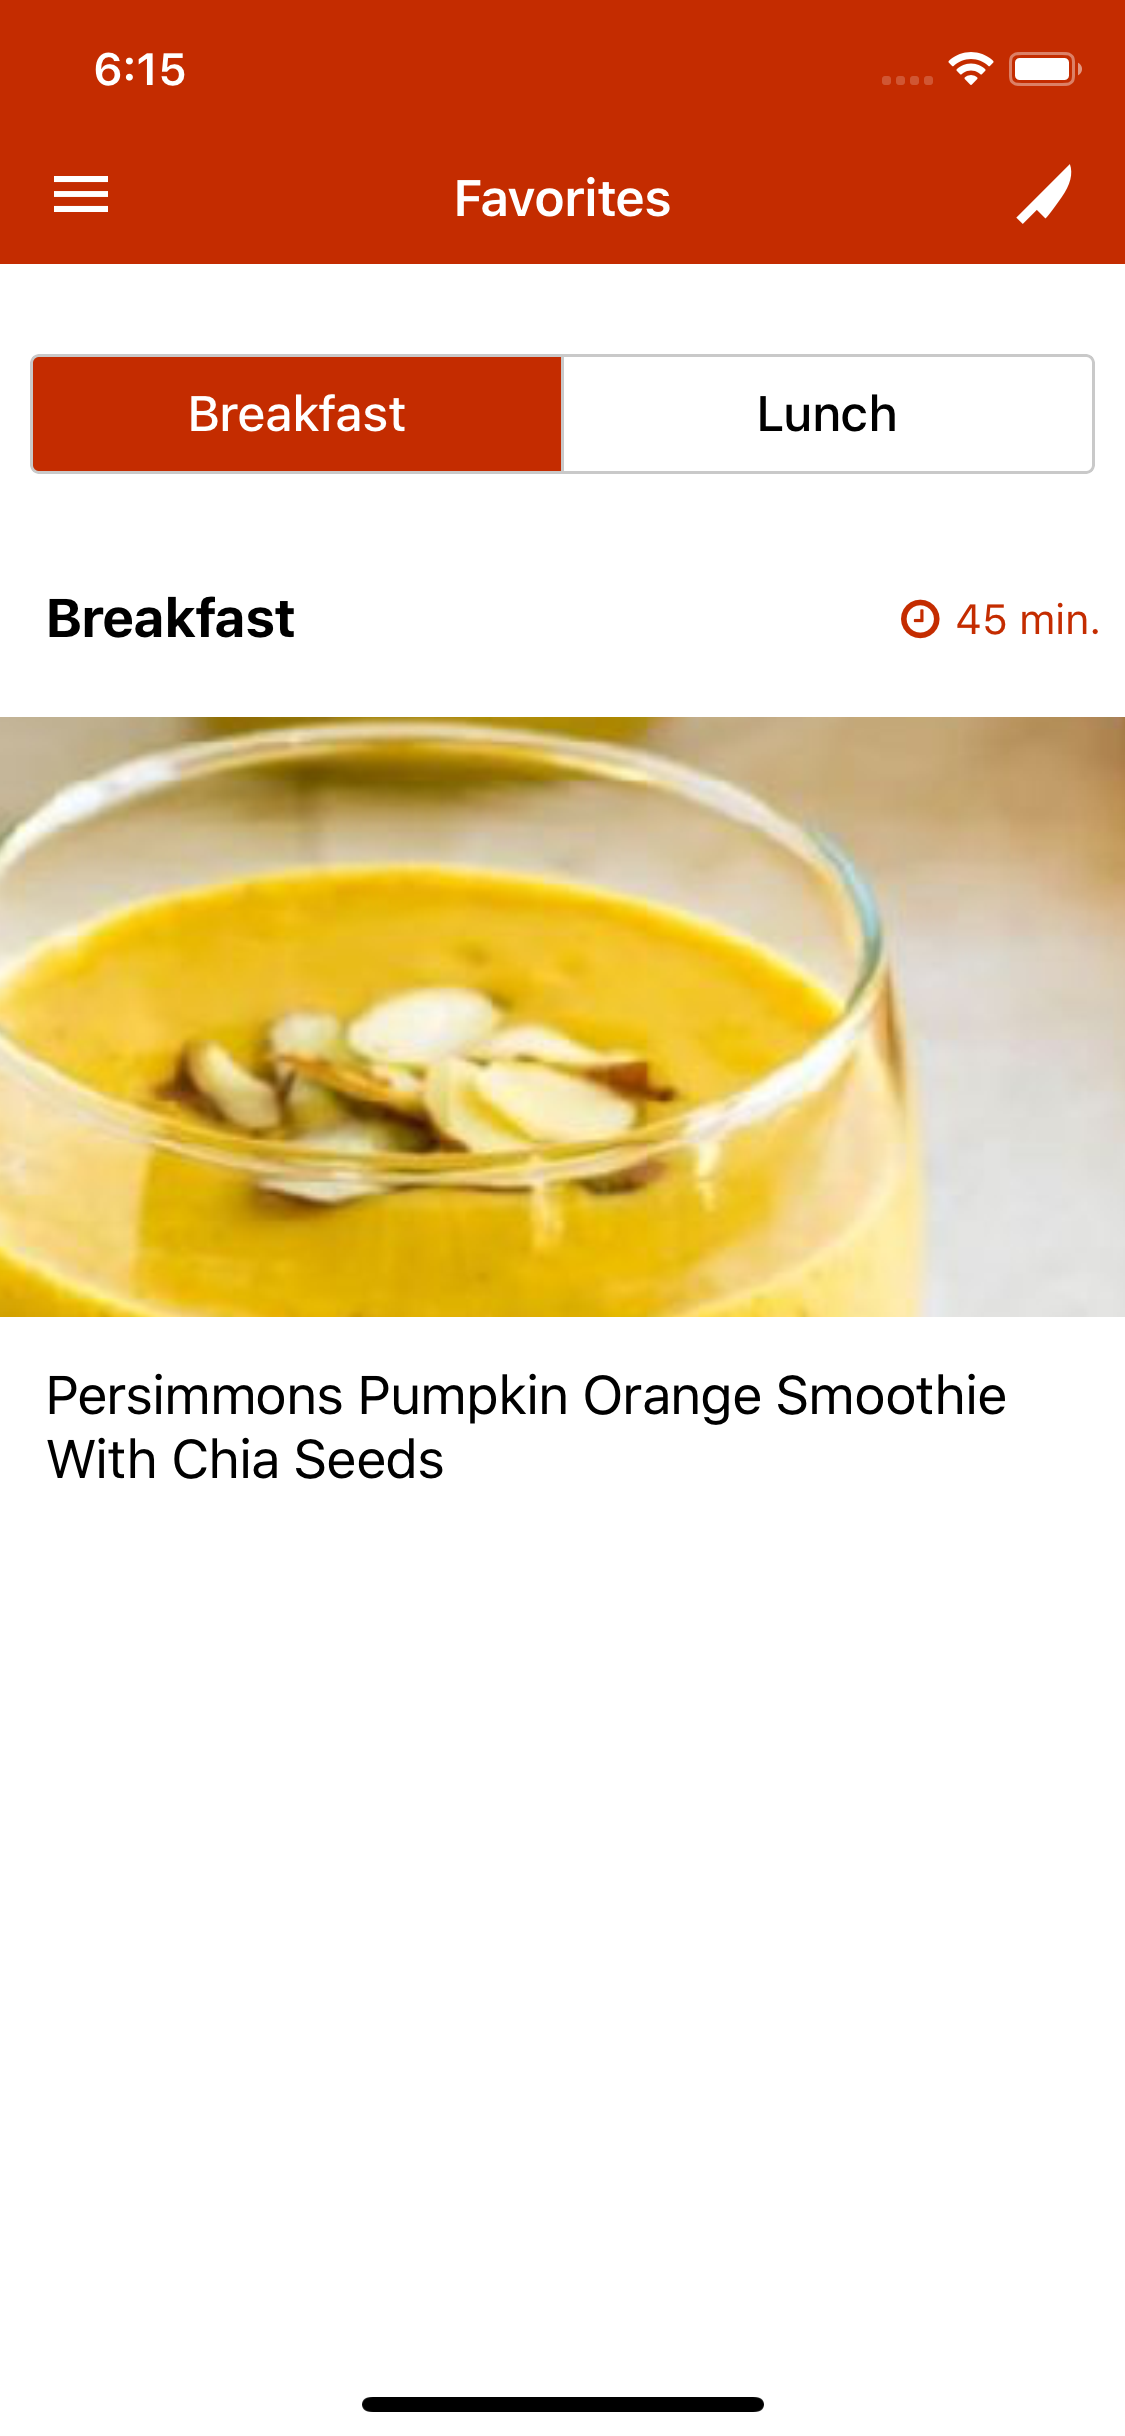 6:15
Favorites
Breakfast
Lunch
Breakfast
45 min.
Persimmons Pumpkin Orange Smoothie
With Chia Seeds